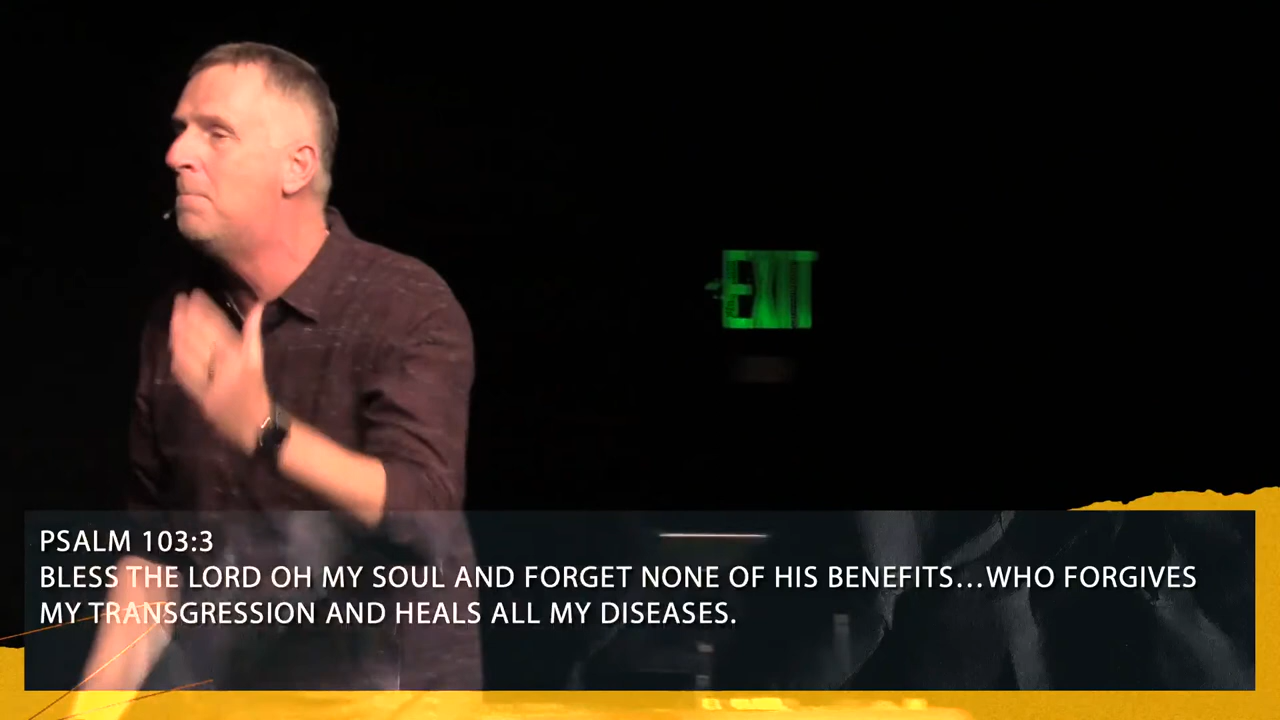 EXIT
PSALM 103:3
BLESS THE LORD OH MY SOUL AND FORGET NONE OF HIS BENEFITS...WHO FORGIVES
MY TRANSGRESSION AND HEALS ALL MY DISEASES.